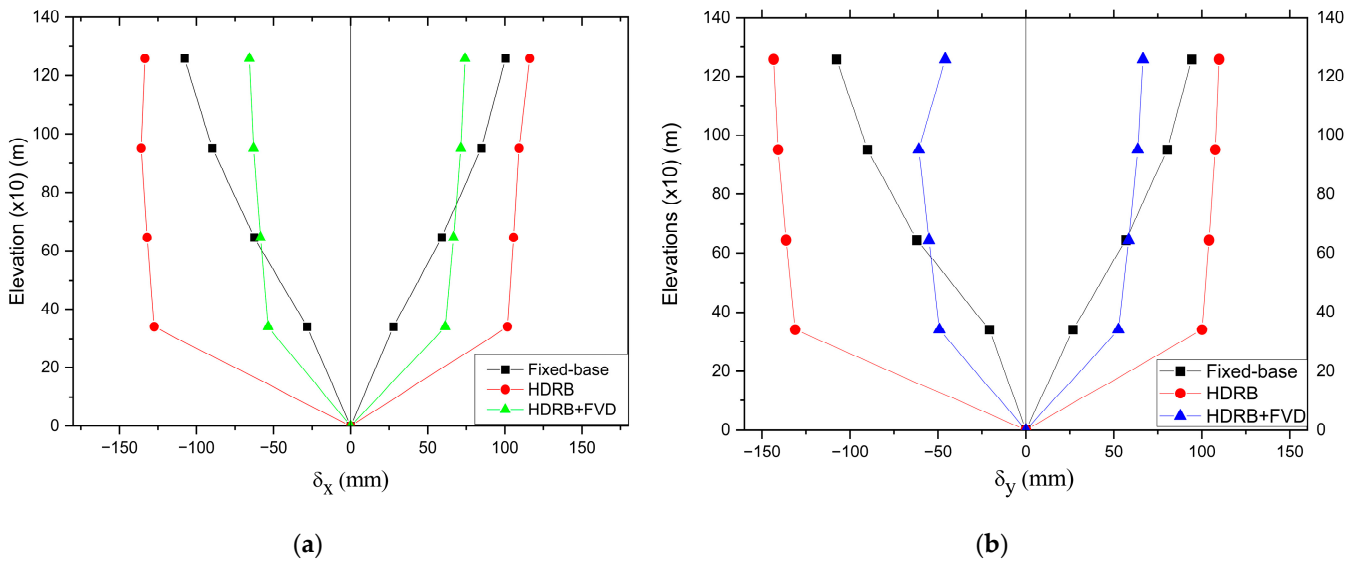 140
120
100
80
60
40
20
0
Elevation (x10) (m)
−150 −100 −50 0 50 100 150
δx (mm)
Fixed-base
HDRB
HDRB+FVD
(a)
140
120
100
80
60
40
20
0
Elevations (x10) (m)
−150 −100 −50 0 50 100 150
δy (mm)
140
120
100
80
60
40
20
0
Fixed-base
HDRB
HDRB+FVD
(b)